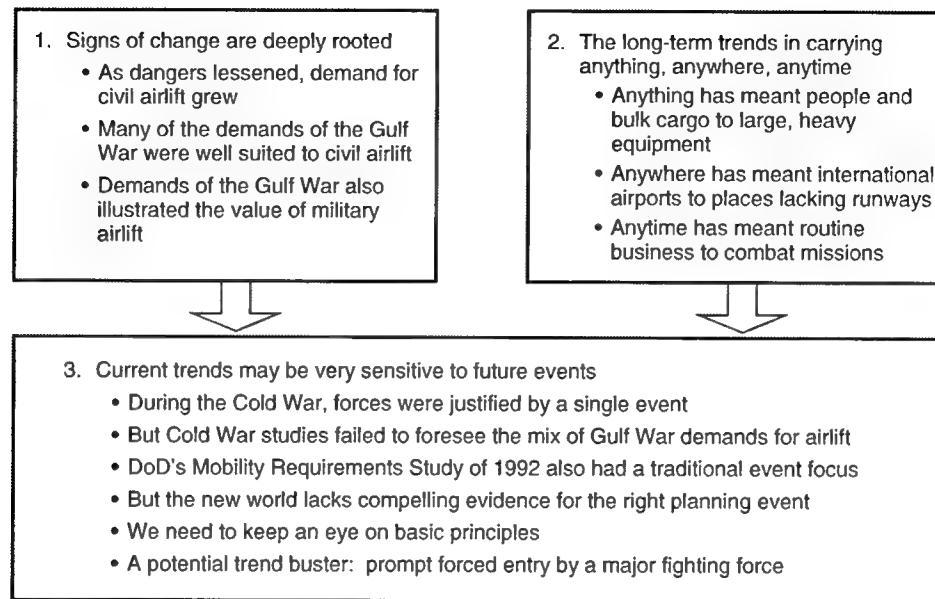 1. Signs of change are deeply rooted
• As dangers lessened, demand for
civil airlift grew
• Many of the demands of the Gulf
War were well suited to civil airlift
• Demands of the Gulf War also
illustrated the value of military
airlift
2. The long-term trends in carrying
anything, anywhere, anytime
• Anything has meant people and
bulk cargo to large, heavy
equipment
• Anywhere has meant international
airports to places lacking runways
• Anytime has meant routine
business to combat missions
3. Current trends may be very sensitive to future events
• During the Cold War, forces were justified by a single event
• But Cold War studies failed to foresee the mix of Gulf War demands for airlift
• DoD's Mobility Requirements Study of 1992 also had a traditional event focus
• But the new world lacks compelling evidence for the right planning event
• We need to keep an eye on basic principles
• A potential trend buster: prompt forced entry by a major fighting force